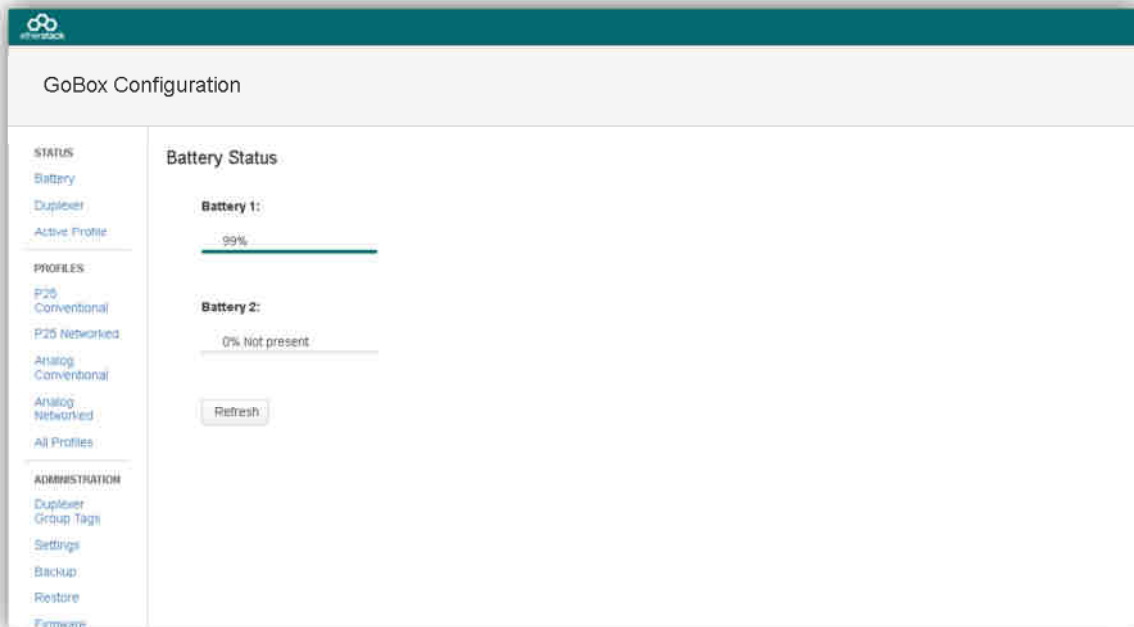 etherstack
GoBox Configuration
STATUS
Battery
Duplexer
Active Profile
PROFILES
P25
Conventional
P25 Networked
Analog
Conventional
Analog
Networked
All Profiles
ADMINISTRATION
Duplexer
Group Tags
Settings
Backup
Restore
Firmware
Battery Status
Battery 1:
99%
Battery 2:
0% Not present
Refresh